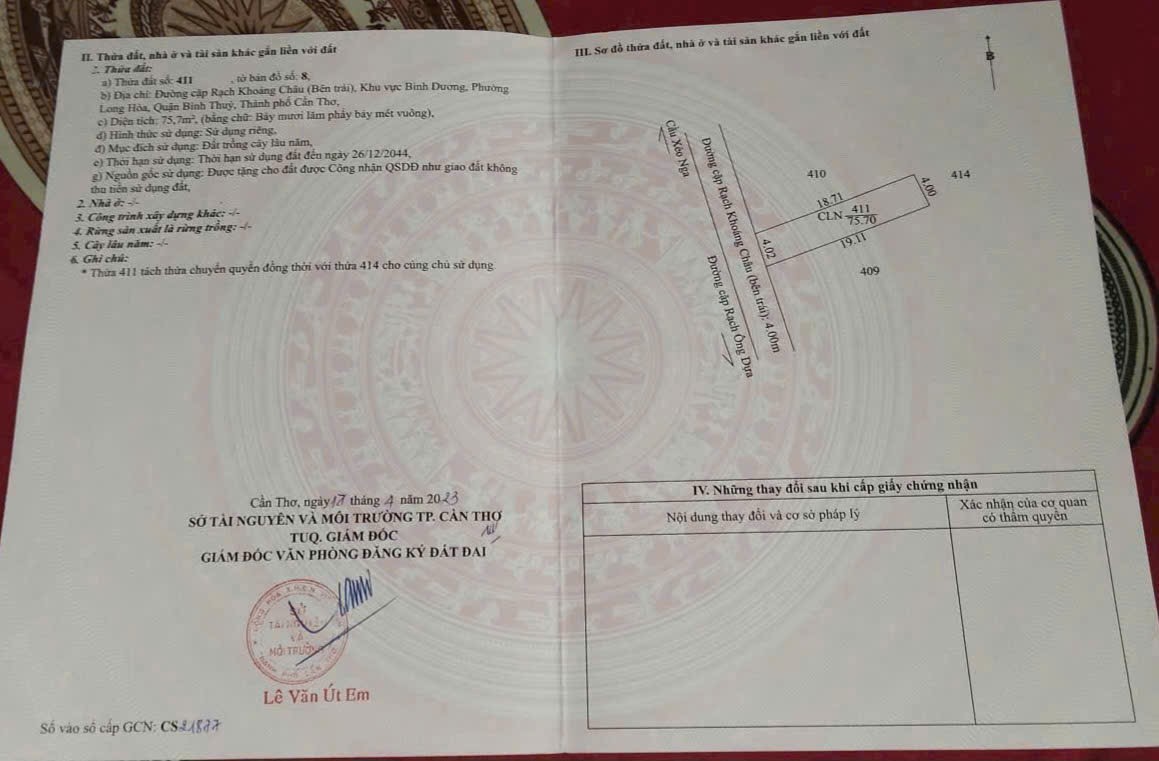 II. Thửa đất, nhà ở và tài sản khác gắn liền với đất
1. Thửa đất:
a) Thửa đất số: 411 , tờ bản đồ số: 8,
b) Địa chỉ: Đường cặp Rạch Khoáng Châu (Bên trái), Khu vực Bình Dương, Phường
Long Hòa, Quận Bình Thuỷ, Thành phố Cần Thơ,
c) Diện tích: 75,7m², (bằng chữ: Bảy mươi lăm phẩy bảy mét vuông),
d) Hình thức sử dụng: Sử dụng riêng,
đ) Mục đích sử dụng: Đất trồng cây lâu năm,
e) Thời hạn sử dụng: Thời hạn sử dụng đất đến ngày 26/12/2044,
g) Nguồn gốc sử dụng: Được tặng cho đất được Công nhận QSDĐ như giao đất không
thu tiền sử dụng đất,
2. Nhà ở: -/-
3. Công trình xây dựng khác: -/-
4. Rừng sản xuất là rừng trồng: -/-
5. Cây lâu năm: -/-
6. Ghi chú:
* Thửa 411 tách thửa chuyển quyền đồng thời với thửa 414 cho cùng chủ sử dụng
Cần Thơ, ngày 17 tháng 4 năm 2023
SỞ TÀI NGUYÊN VÀ MÔI TRƯỜNG TP. CẦN THƠ
TUQ. GIÁM ĐỐC
GIÁM ĐỐC VĂN PHÒNG ĐĂNG KÝ ĐẤT ĐAI
SỞ
TÀI NGUYÊN
VÀ
MÔI TRƯỜNG
Lê Văn Út Em
Số vào sổ cấp GCN: CS21877
III. Sơ đồ thửa đất, nhà ở và tài sản khác gắn liền với đất
B
Cầu Xẻo Nga
Đường cặp Rạch Khoáng Châu (bên trái): 4.00m
Đường cặp Rạch Ông Dựa
410
414
18.71
4.00
CLN 411
75.70
4.02
19.11
409
IV. Những thay đổi sau khi cấp giấy chứng nhận
Nội dung thay đổi và cơ sở pháp lý
Xác nhận của cơ quan
có thẩm quyền